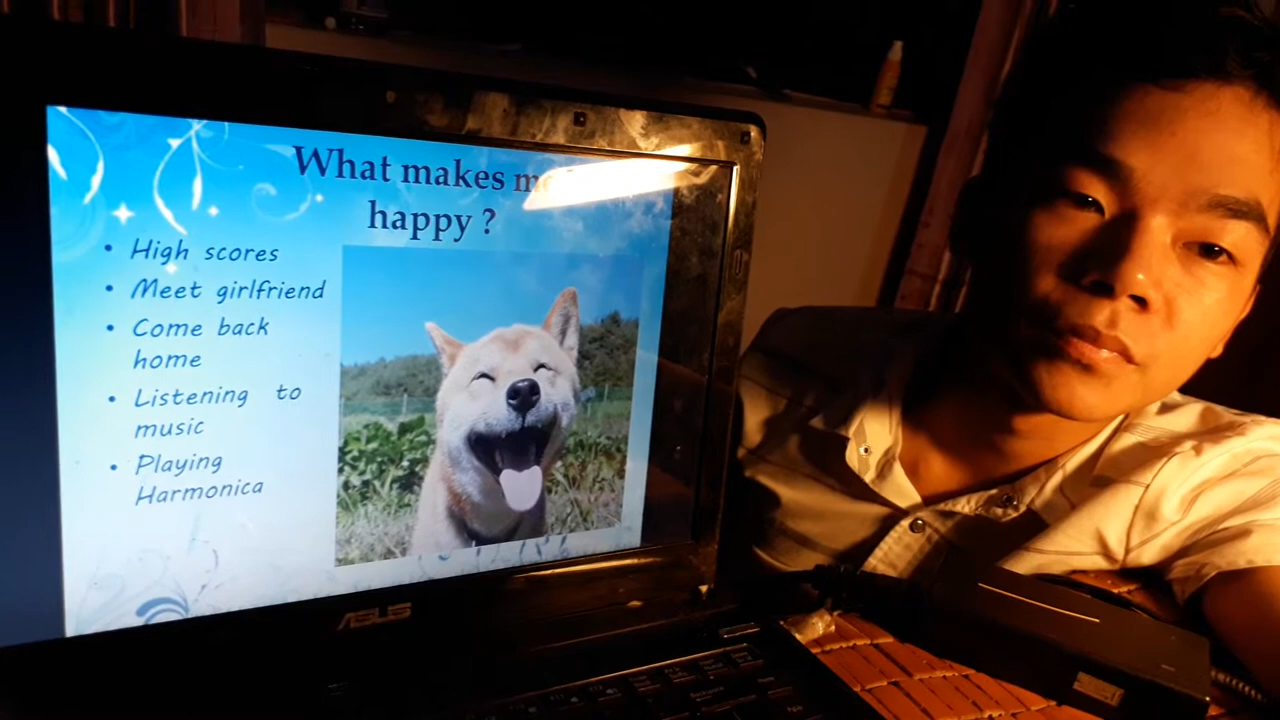 What makes m
happy ?
• High scores
• Meet girlfriend
• Come back
home
• Listening to
music
• Playing
Harmonica
ASUS